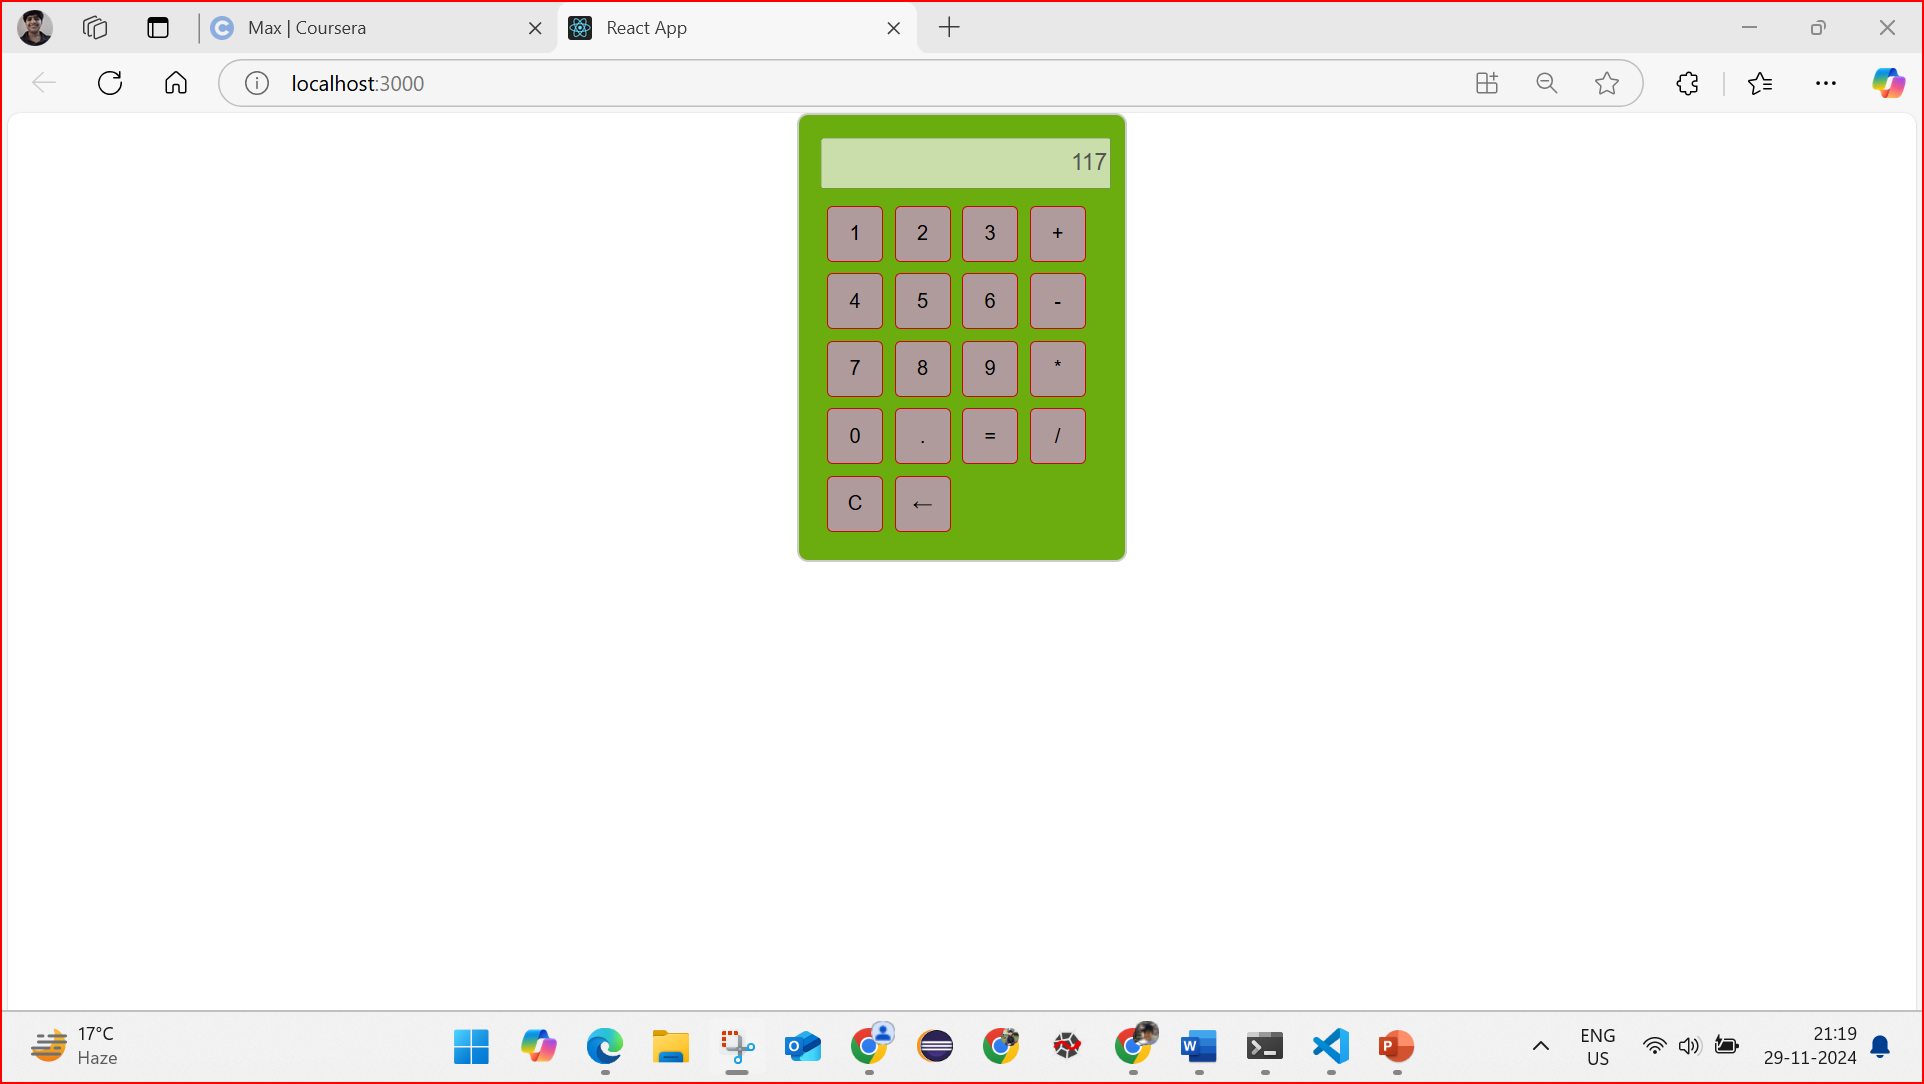 Max | Coursera
React App
localhost:3000
117
1 2 3 +
4 5 6 -
7 8 9 *
0 . = /
C ←
17°C
Haze
ENG
US
21:19
29-11-2024